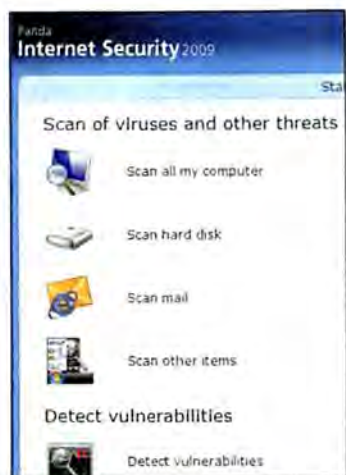 Panda
Internet Security 2009
Sta
Scan of viruses and other threats
Scan all my computer
Scan hard disk
Scan mail
Scan other items
Detect vulnerabilities
Detect vulnerabilities